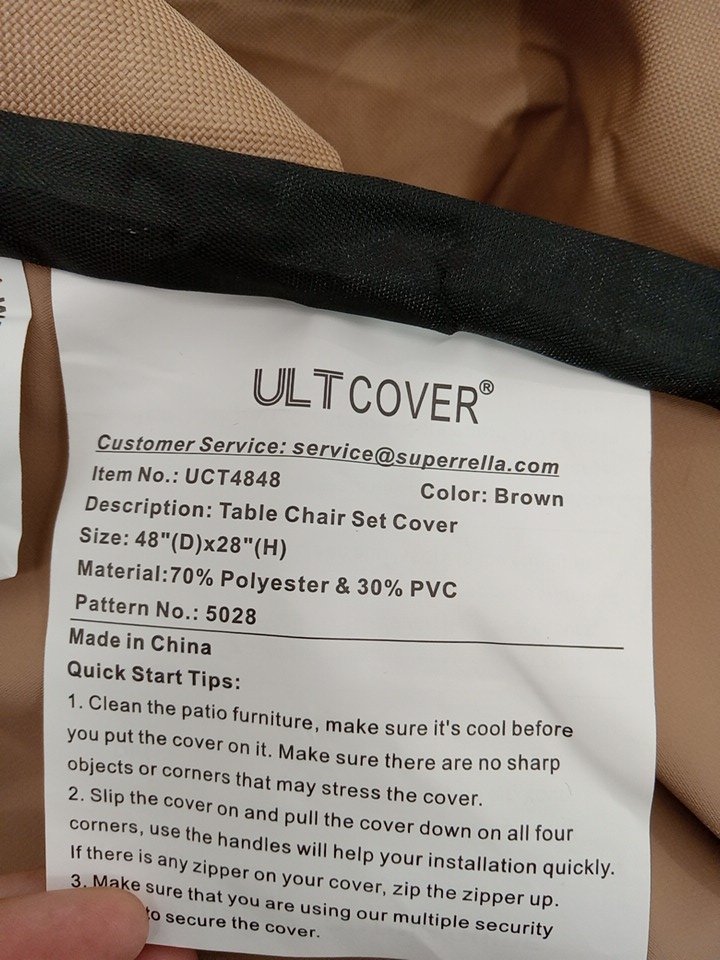 ULTCOVER®
Customer Service: service@superrella.com
Item No.: UCT4848 Color: Brown
Description: Table Chair Set Cover
Size: 48"(D)x28"(H)
Material:70% Polyester & 30% PVC
Pattern No.: 5028
Made in China
Quick Start Tips:
1. Clean the patio furniture, make sure it's cool before
you put the cover on it. Make sure there are no sharp
objects or corners that may stress the cover.
2. Slip the cover on and pull the cover down on all four
corners, use the handles will help your installation quickly.
If there is any zipper on your cover, zip the zipper up.
3. Make sure that you are using our multiple security
to secure the cover.